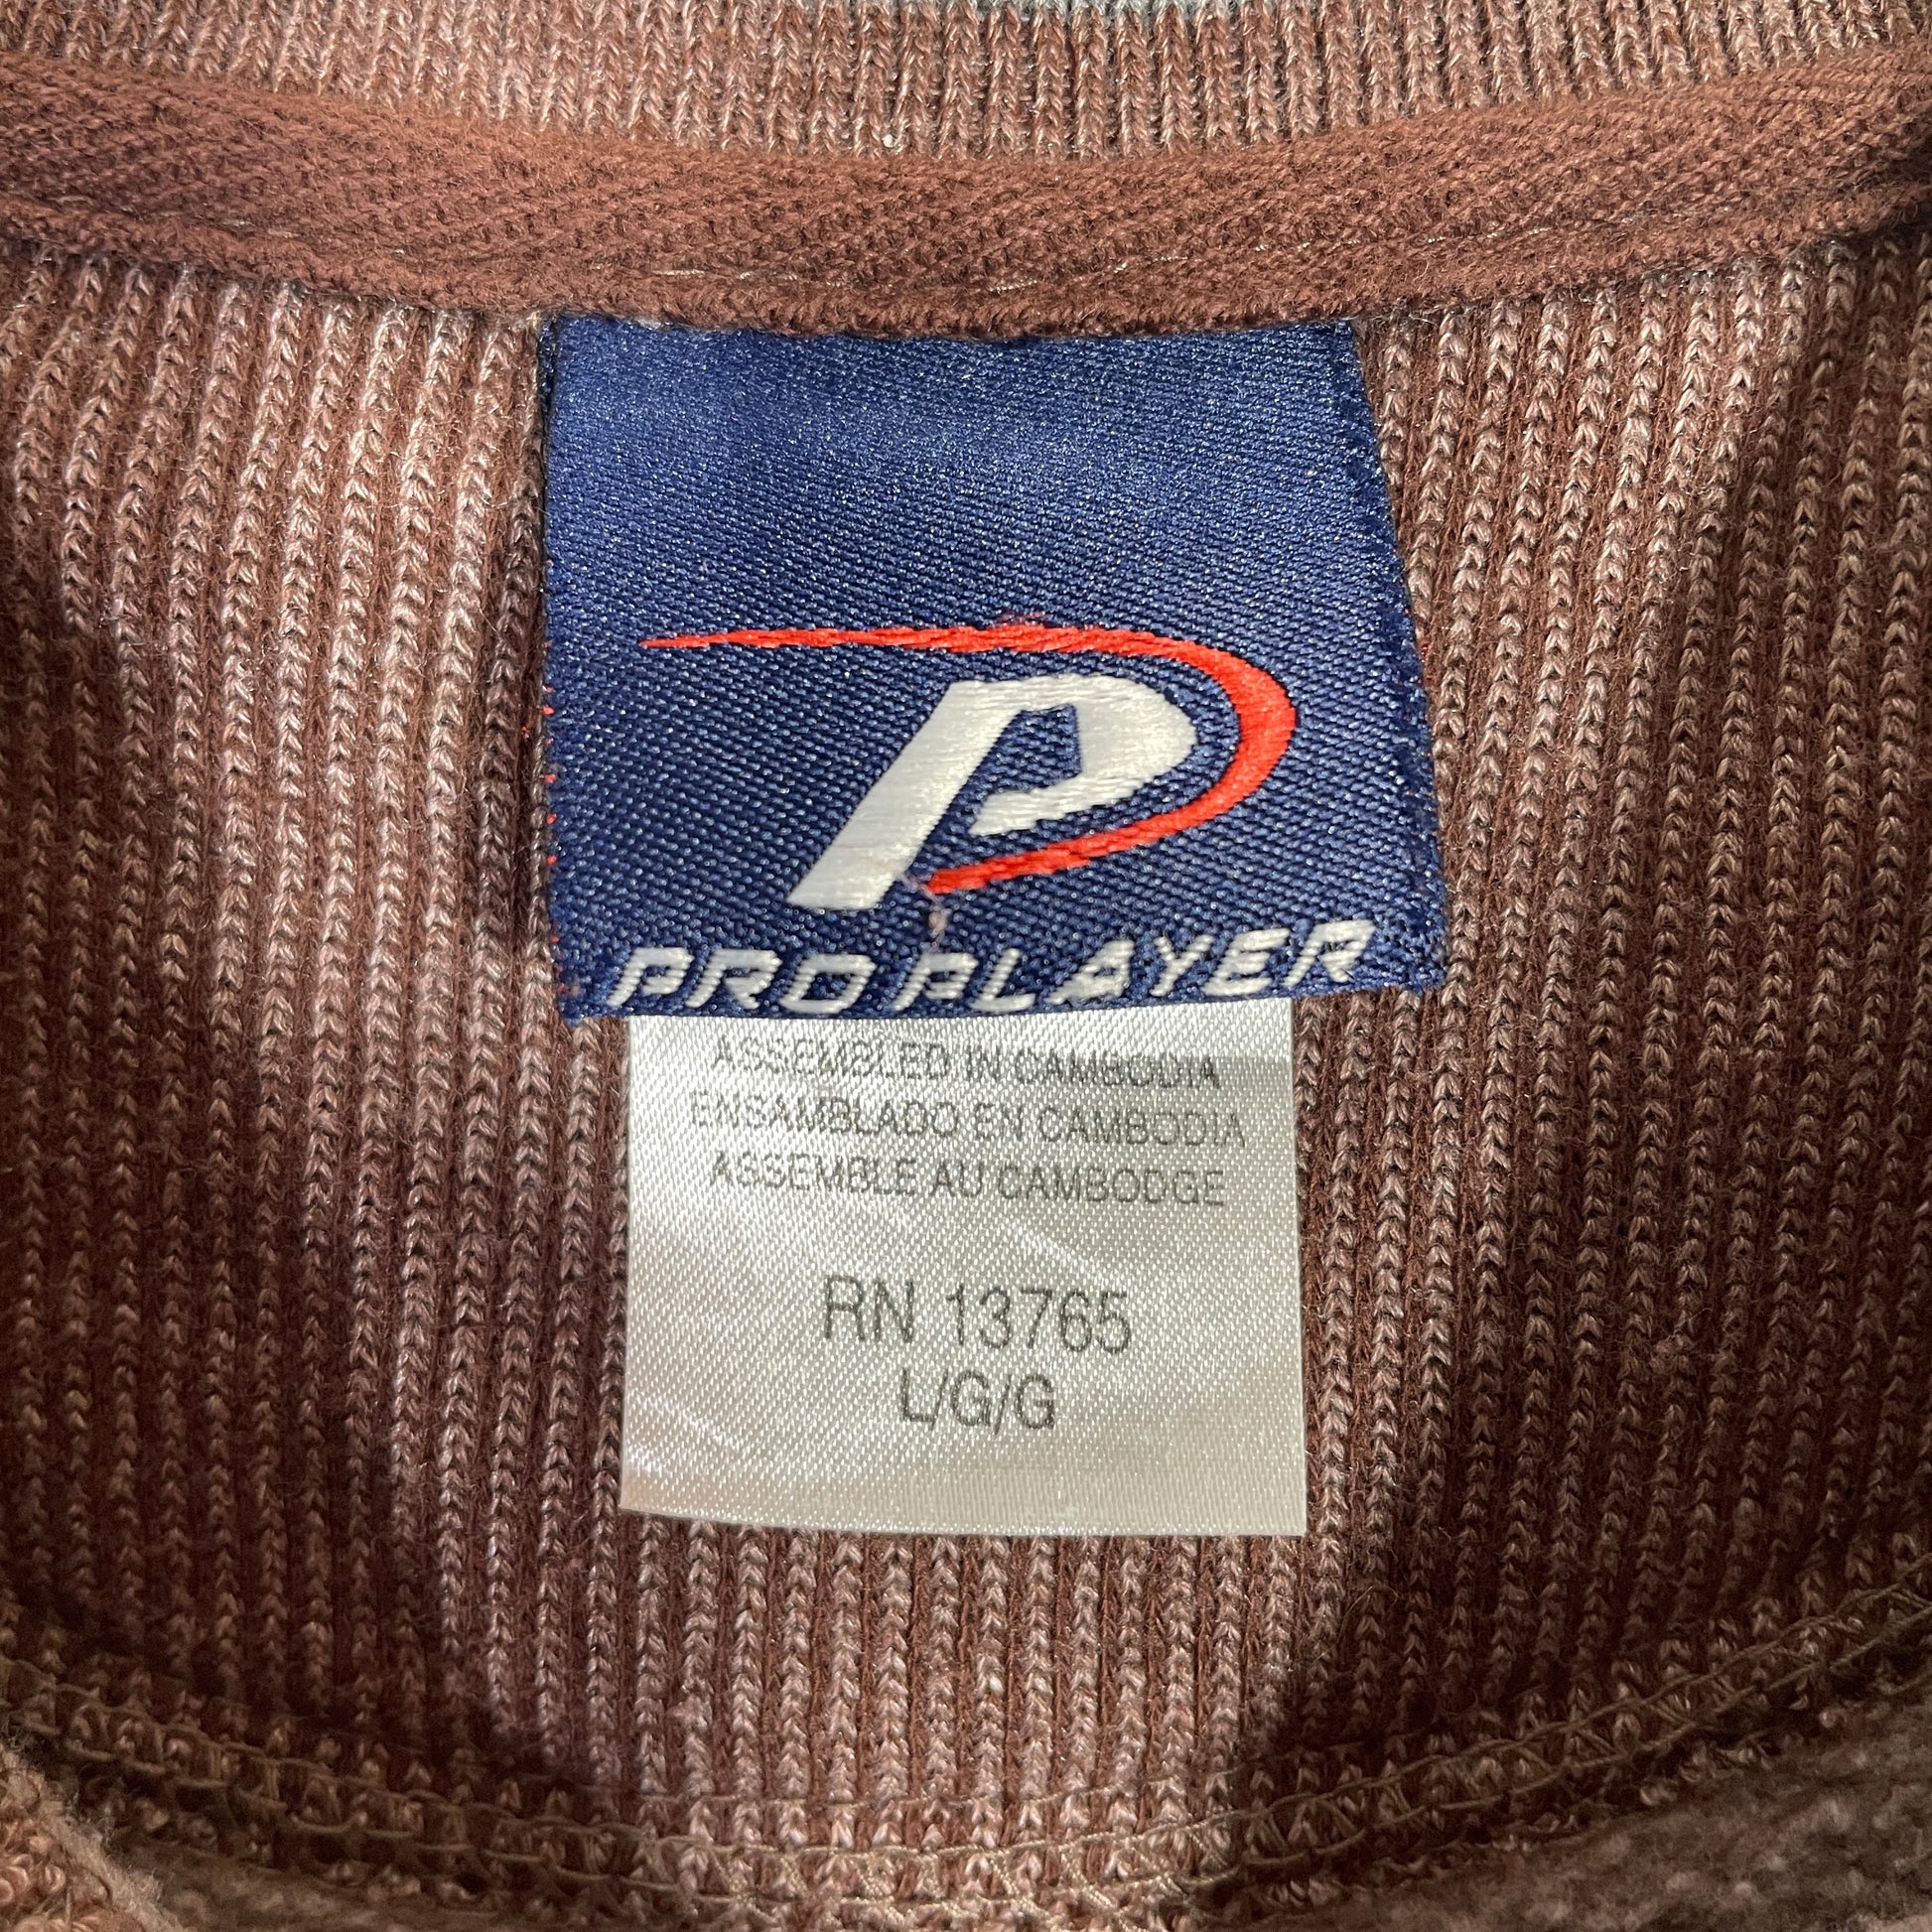 P
PRO PLAYER
ASSEMBLED IN CAMBODIA
ENSAMBLADO EN CAMBODIA
ASSEMBLE AU CAMBODGE
RN 13765
L/G/G